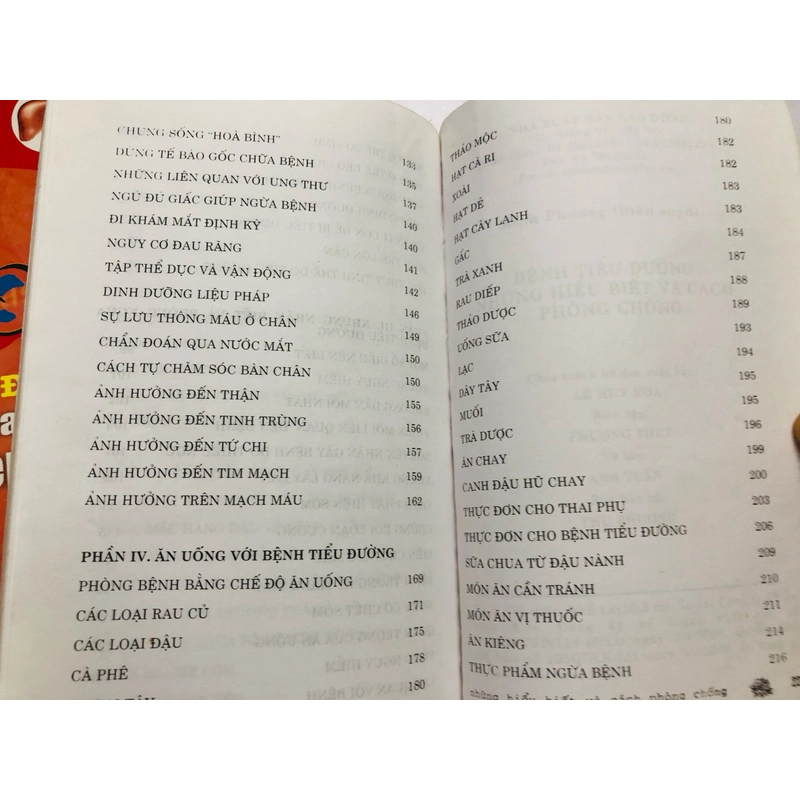 CHUNG SỐNG "HOÀ BÌNH" 133
DÙNG TẾ BÀO GỐC CHỮA BỆNH 135
NHỮNG LIÊN QUAN VỚI UNG THƯ 137
NGỦ ĐỦ GIẤC GIÚP NGỪA BỆNH 140
ĐI KHÁM MẮT ĐỊNH KỲ 140
NGUY CƠ ĐAU RĂNG 141
TẬP THỂ DỤC VÀ VẬN ĐỘNG 142
DINH DƯỠNG LIỆU PHÁP 146
SỰ LƯU THÔNG MÁU Ở CHÂN 149
CHẨN ĐOÁN QUA NƯỚC MẮT 150
CÁCH TỰ CHĂM SÓC BÀN CHÂN 150
ẢNH HƯỞNG ĐẾN THẬN 155
ẢNH HƯỞNG ĐẾN TINH TRÙNG 156
ẢNH HƯỞNG ĐẾN TỨ CHI 157
ẢNH HƯỞNG ĐẾN TIM MẠCH 159
ẢNH HƯỞNG TRÊN MẠCH MÁU 162
PHẦN IV. ĂN UỐNG VỚI BỆNH TIỂU ĐƯỜNG
PHÒNG BỆNH BẰNG CHẾ ĐỘ ĂN UỐNG 169
CÁC LOẠI RAU CỦ 171
CÁC LOẠI ĐẬU 175
CÀ PHÊ 178
180
THẢO MỘC 180
HẠT CÀ RI 182
XOÀI 182
HẠT DẺ 183
HẠT CÂY LANH 183
GẤC 184
TRÀ XANH 187
RAU DIẾP 188
THẢO DƯỢC 189
UỐNG SỮA 193
LẠC 194
DÂY TÂY 195
MUỐI 195
TRÀ DƯỢC 196
ĂN CHAY 199
CANH ĐẬU HŨ CHAY 200
THỰC ĐƠN CHO THAI PHỤ 203
THỰC ĐƠN CHO BỆNH TIỂU ĐƯỜNG 206
SỮA CHUA TỪ ĐẬU NÀNH 209
MÓN ĂN CẦN TRÁNH 210
MÓN ĂN VỊ THUỐC 211
ĂN KIÊNG 214
THỰC PHẨM NGỪA BỆNH 216
những hiểu biết và cách phòng chống